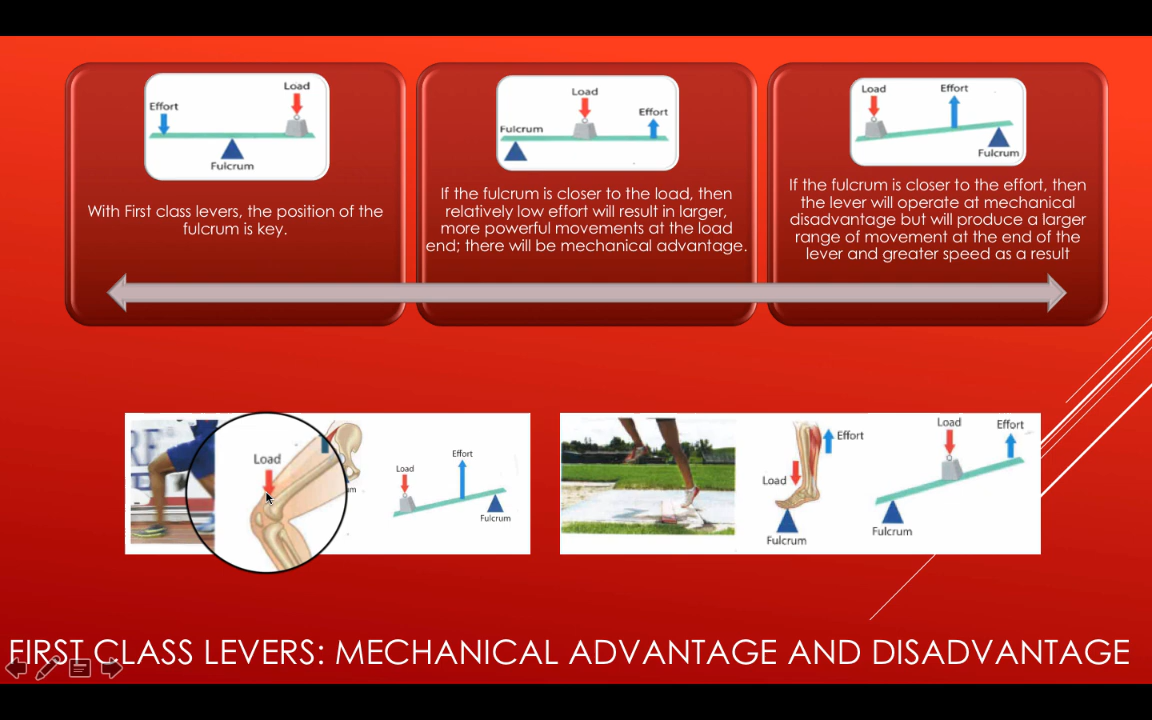 Effort
Load
Fulcrum
With First class levers, the position of the
fulcrum is key.
Load
Effort
Fulcrum
If the fulcrum is closer to the load, then
relatively low effort will result in larger,
more powerful movements at the load
end; there will be mechanical advantage.
Load
Effort
Fulcrum
If the fulcrum is closer to the effort, then
the lever will operate at mechanical
disadvantage but will produce a larger
range of movement at the end of the
lever and greater speed as a result
Load
Load
Effort
Fulcrum
Effort
Load
Fulcrum
Load
Effort
Fulcrum
FIRST CLASS LEVERS: MECHANICAL ADVANTAGE AND DISADVANTAGE